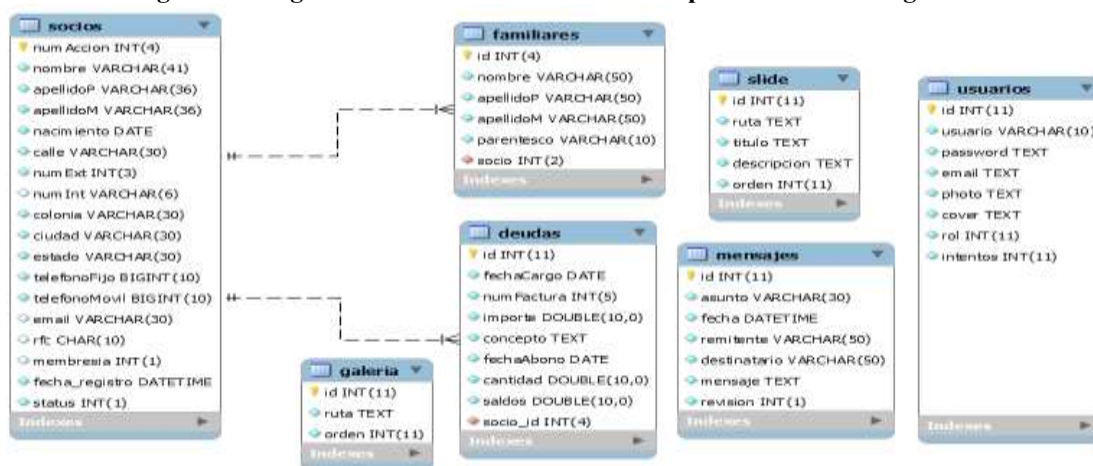 socios
numAccion INT(4)
nombre VARCHAR(41)
apellidoP VARCHAR(36)
apellidoM VARCHAR(36)
nacimiento DATE
calle VARCHAR(30)
numExt INT(3)
numInt VARCHAR(6)
colonia VARCHAR(30)
ciudad VARCHAR(30)
estado VARCHAR(30)
telefonoFijo BIGINT(10)
telefonoMovil BIGINT(10)
email VARCHAR(30)
rfc CHAR(10)
membresia INT(1)
fecha_registro DATETIME
status INT(1)
Indexes
familiares
id INT(4)
nombre VARCHAR(50)
apellidoP VARCHAR(50)
apellidoM VARCHAR(50)
parentesco VARCHAR(10)
socio INT(2)
Indexes
deudas
id INT(11)
fechaCargo DATE
numFactura INT(5)
importe DOUBLE(10,0)
concepto TEXT
fechaAbono DATE
cantidad DOUBLE(10,0)
saldos DOUBLE(10,0)
socio_id INT(4)
Indexes
galeria
id INT(11)
ruta TEXT
orden INT(11)
Indexes
slide
id INT(11)
ruta TEXT
titulo TEXT
descripcion TEXT
orden INT(11)
Indexes
mensajes
id INT(11)
asunto VARCHAR(30)
fecha DATETIME
remitente VARCHAR(50)
destinatario VARCHAR(50)
mensaje TEXT
revision INT(1)
Indexes
usuarios
id INT(11)
usuario VARCHAR(10)
password TEXT
email TEXT
photo TEXT
cover TEXT
rol INT(11)
intentos INT(11)
Indexes